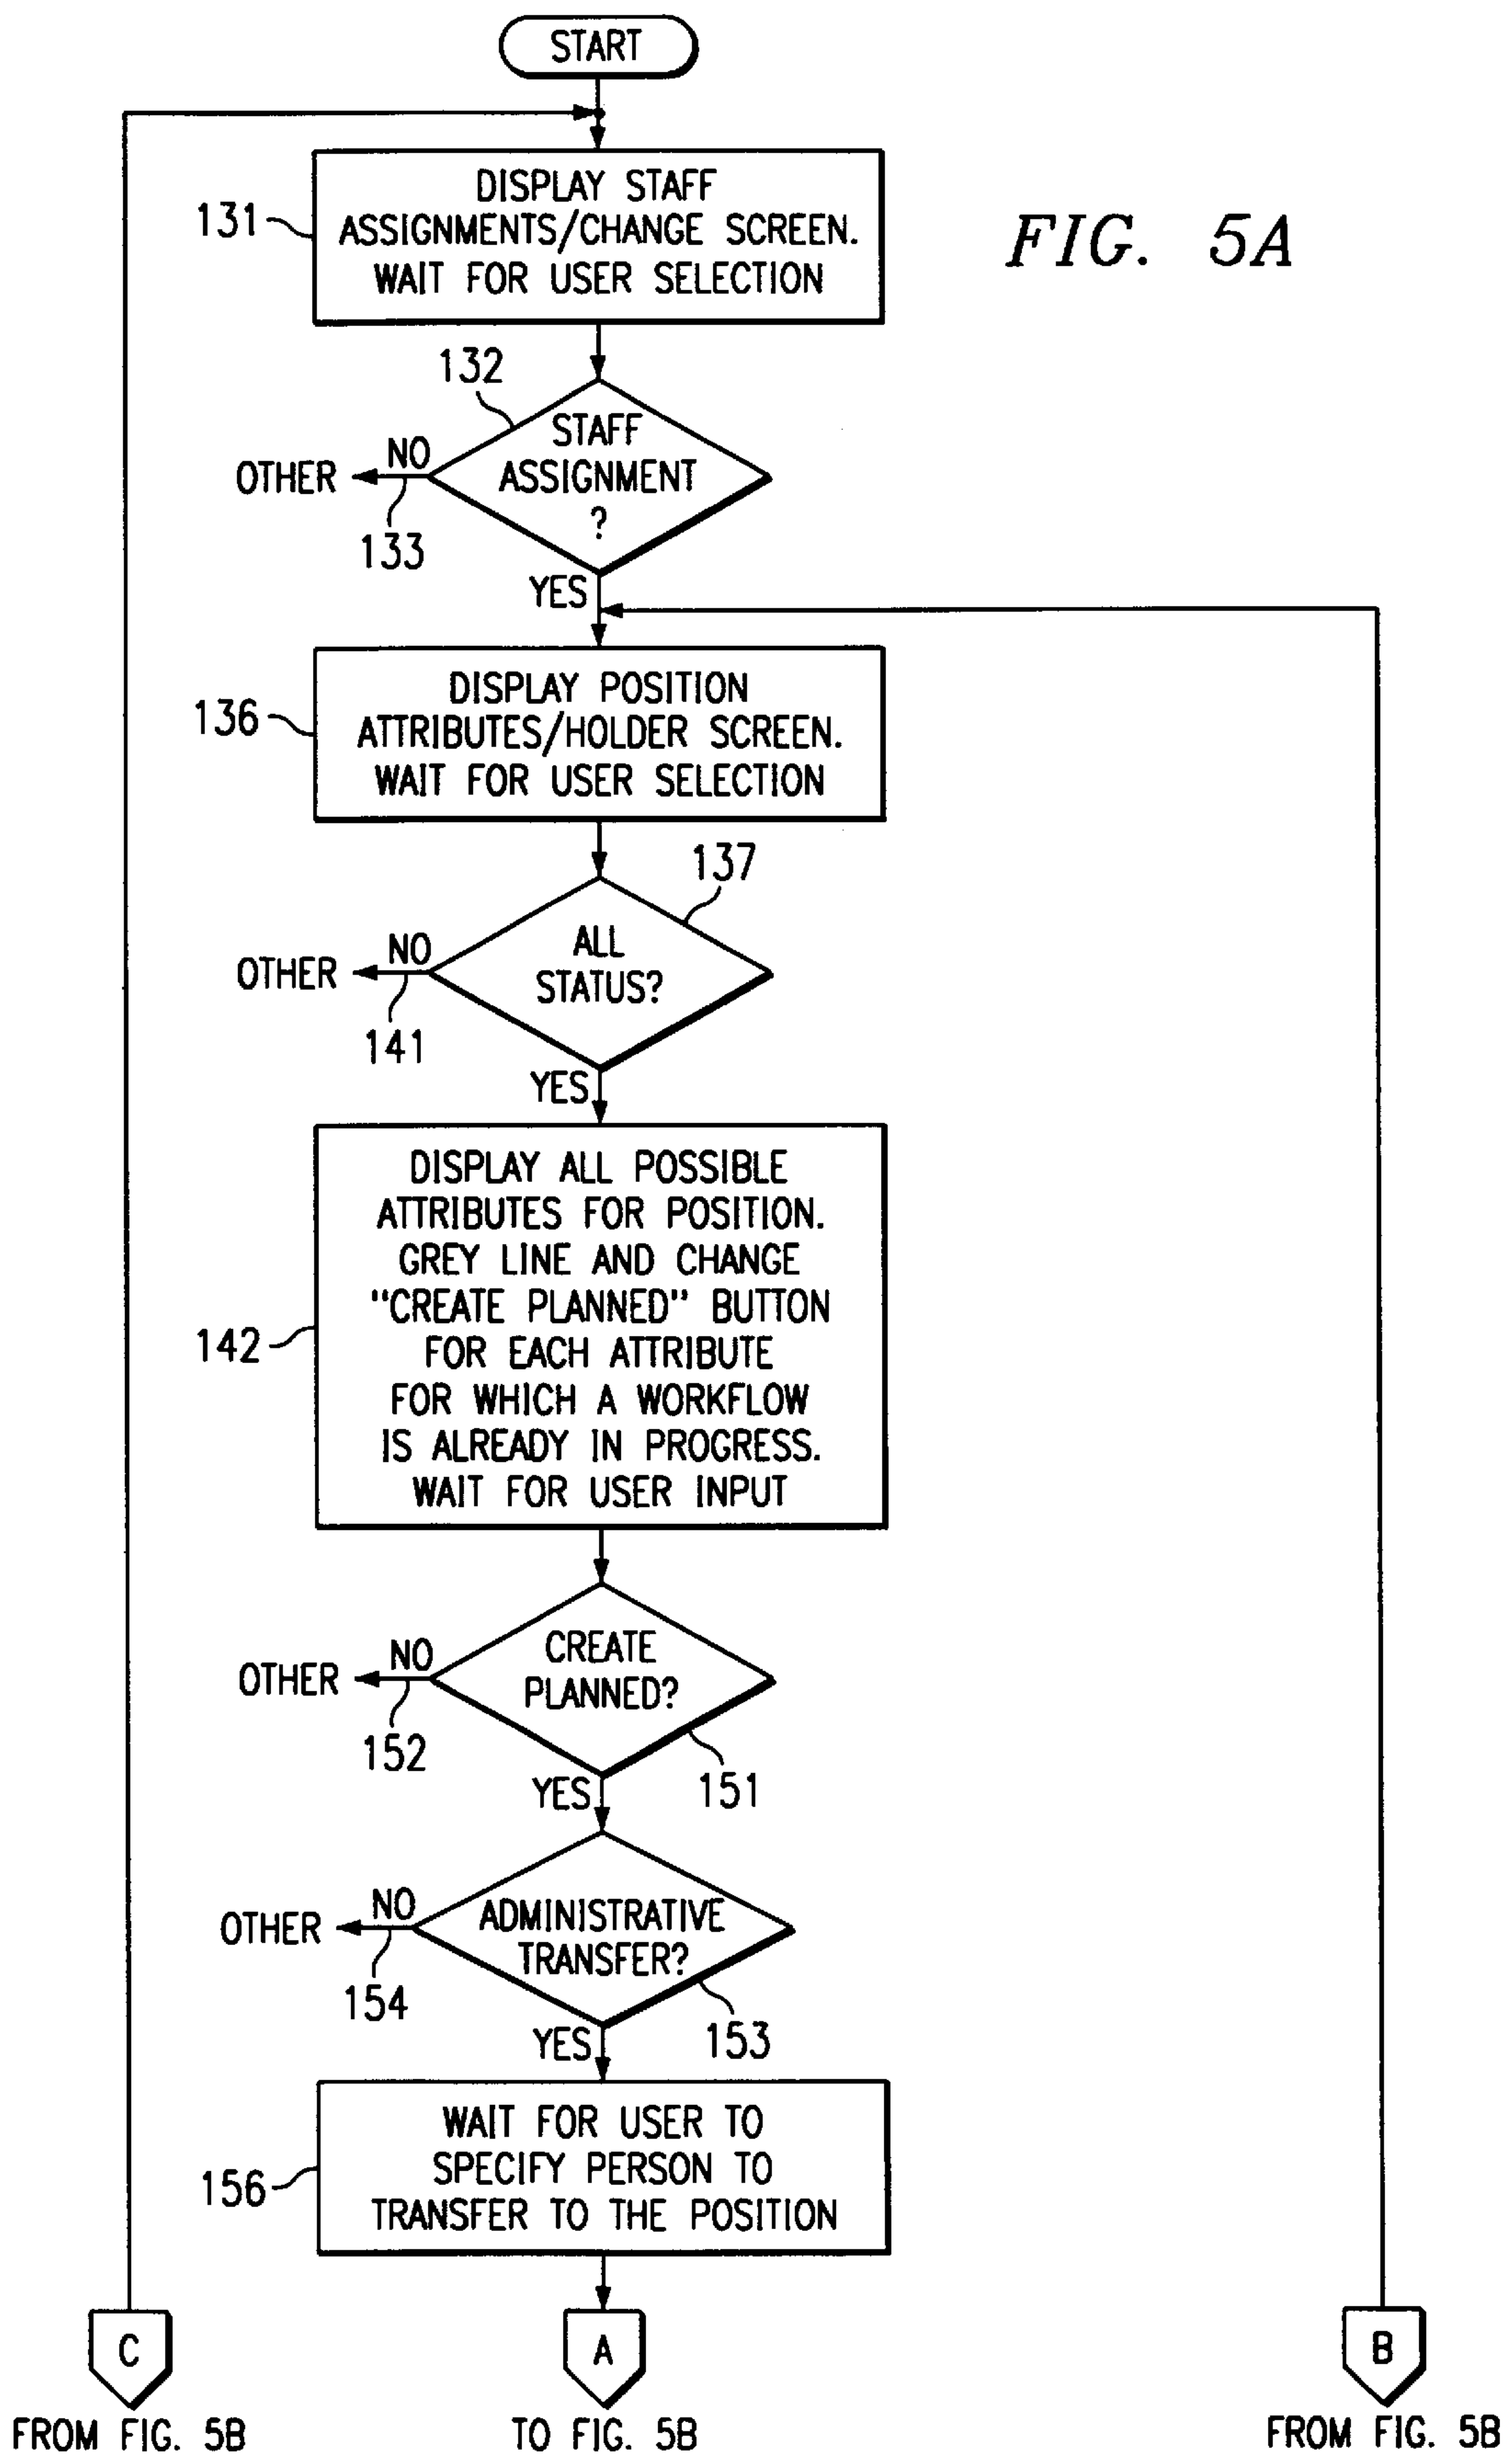 START
DISPLAY STAFF
ASSIGNMENTS/CHANGE SCREEN.
WAIT FOR USER SELECTION
131
FIG. 5A
132
STAFF
ASSIGNMENT
?
NO
OTHER
133
YES
DISPLAY POSITION
ATTRIBUTES/HOLDER SCREEN.
WAIT FOR USER SELECTION
136
137
ALL
STATUS?
NO
OTHER
141
YES
DISPLAY ALL POSSIBLE
ATTRIBUTES FOR POSITION.
GREY LINE AND CHANGE
"CREATE PLANNED" BUTTON
FOR EACH ATTRIBUTE
FOR WHICH A WORKFLOW
IS ALREADY IN PROGRESS.
WAIT FOR USER INPUT
142
CREATE
PLANNED?
NO
OTHER
152
151
YES
ADMINISTRATIVE
TRANSFER?
NO
OTHER
154
153
YES
WAIT FOR USER TO
SPECIFY PERSON TO
TRANSFER TO THE POSITION
156
C
A
B
FROM FIG. 5B
TO FIG. 5B
FROM FIG. 5B